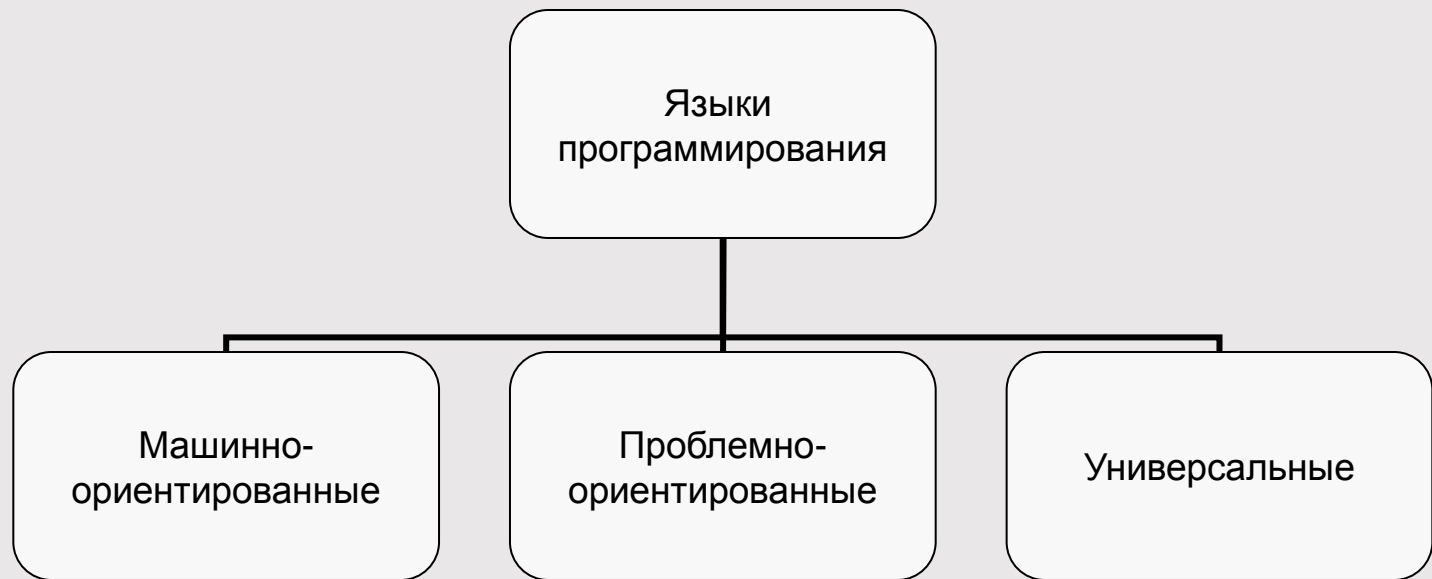 Языки
программирования
Машинно-
ориентированные
Проблемно-
ориентированные
Универсальные